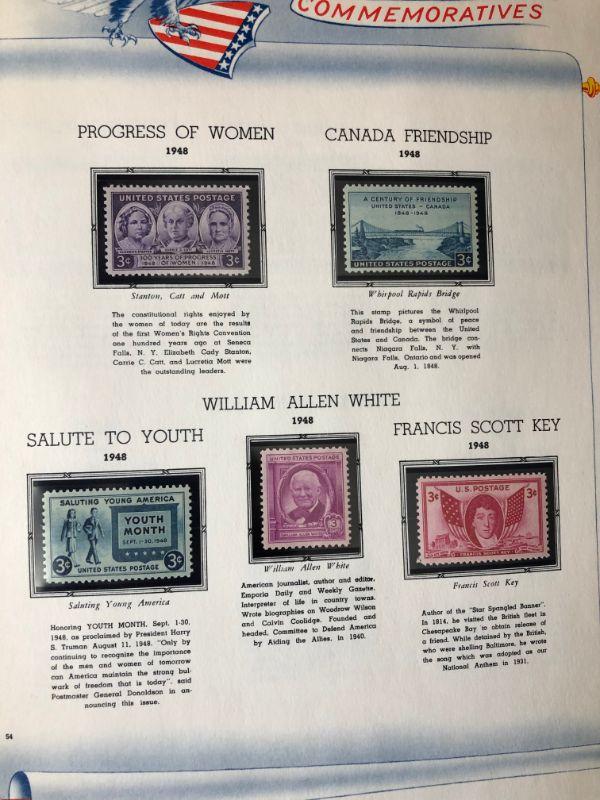 COMMEMORATIVES
PROGRESS OF WOMEN
1948
UNITED STATES POSTAGE
3¢ 100 YEARS OF PROGRESS 3¢
1848 OF WOMEN 1948
Stanton, Catt and Mott
The constitutional rights enjoyed by
the women of today are the results
of the first Women's Rights Convention
one hundred years ago at Seneca
Falls, N. Y. Elizabeth Cady Stanton,
Carrie C. Catt, and Lucretia Mott were
the outstanding leaders.
CANADA FRIENDSHIP
1948
A CENTURY OF FRIENDSHIP
UNITED STATES - CANADA
1848-1948
UNITED STATES POSTAGE 3¢
Whirpool Rapids Bridge
This stamp pictures the Whirlpool
Rapids Bridge, a symbol of peace
and friendship between the United
States and Canada. The bridge con-
nects Niagara Falls, N. Y. with
Niagara Falls, Ontario and was opened
Aug. 1, 1848.
SALUTE TO YOUTH
1948
SALUTING YOUNG AMERICA
YOUTH
MONTH
SEPT. 1-30, 1948
3¢ 3¢
UNITED STATES POSTAGE
Saluting Young America
Honoring YOUTH MONTH, Sept. 1-30,
1948, as proclaimed by President Harry
S. Truman August 11, 1948. "Only by
continuing to recognize the importance
of the men and women of tomorrow
can America maintain the strong bul-
wark of freedom that is today". said
Postmaster General Donaldson in an-
nouncing this issue.
WILLIAM ALLEN WHITE
1948
UNITED STATES POSTAGE
3¢
William Allen White
American journalist, author and editor,
Emporia Daily and Weekly Gazette.
Interpreter of life in country towns.
Wrote biographies on Woodrow Wilson
and Calvin Coolidge. Founded and
headed, Committee to Defend America
by Aiding the Allies, in 1940.
FRANCIS SCOTT KEY
1948
3¢ U.S. POSTAGE 3¢
FRANCIS SCOTT KEY
Francis Scott Key
Author of the "Star Spangled Banner".
In 1814, he visited the British fleet in
Chesapeake Bay to obtain release of
a friend. While detained by the British,
who were shelling Baltimore, he wrote
the song which was adopted as our
National Anthem in 1931.
54